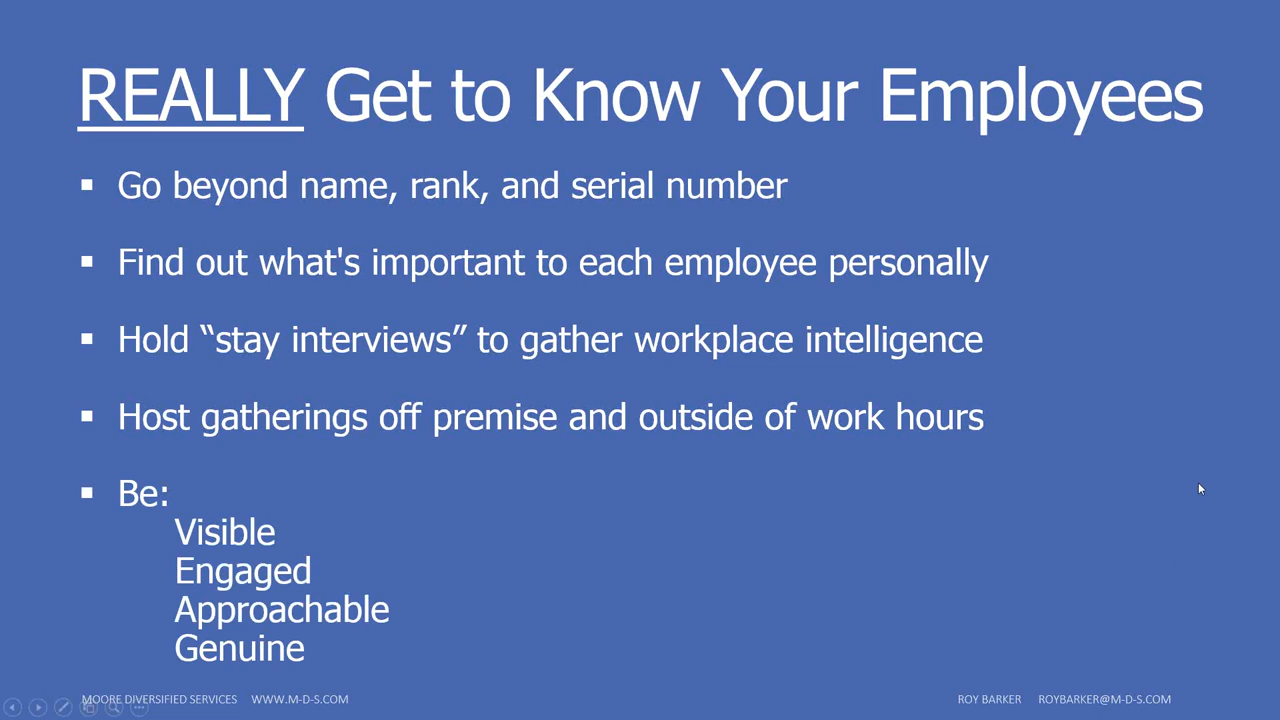 REALLY Get to Know Your Employees
▪ Go beyond name, rank, and serial number
▪ Find out what's important to each employee personally
▪ Hold “stay interviews” to gather workplace intelligence
▪ Host gatherings off premise and outside of work hours
▪ Be:
Visible
Engaged
Approachable
Genuine
MOORE DIVERSIFIED SERVICES WWW.M-D-S.COM ROY BARKER ROYBARKER@M-D-S.COM